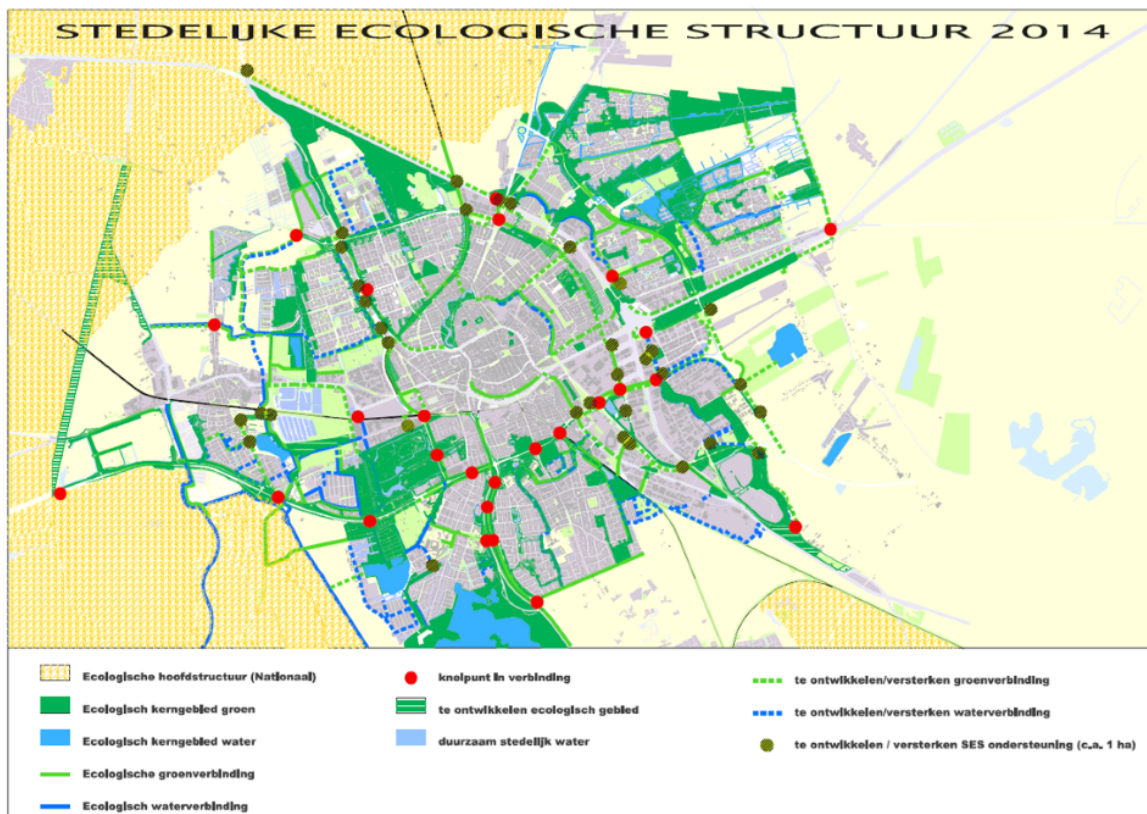 STEDELIJKE ECOLOGISCHE STRUCTUUR 2014
Ecologische hoofdstructuur (Nationaal)
Ecologisch kerngebied groen
Ecologisch kerngebied water
Ecologische groenverbinding
Ecologisch waterverbinding
knelpunt in verbinding
te ontwikkelen ecologisch gebied
duurzaam stedelijk water
te ontwikkelen/versterken groenverbinding
te ontwikkelen/versterken waterverbinding
te ontwikkelen / versterken SES ondersteuning (c.a. 1 ha)